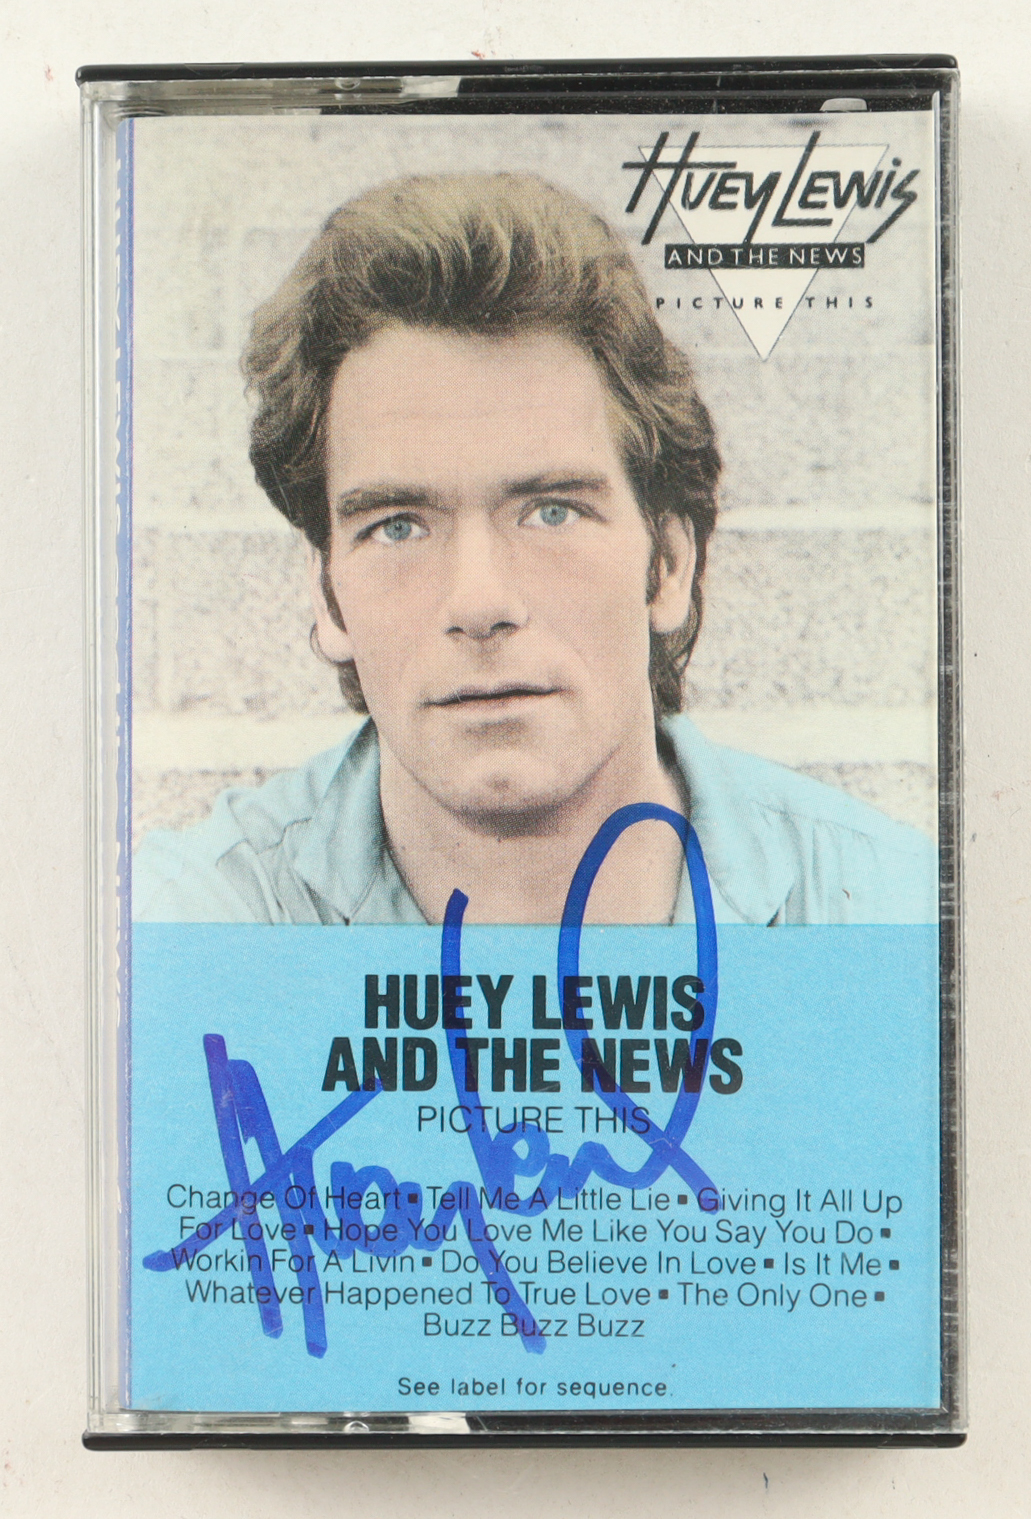 HUEY LEWIS
AND THE NEWS
PICTURE THIS
HUEY LEWIS
AND THE NEWS
PICTURE THIS
Change Of Heart ▪ Tell Me A Little Lie ▪ Giving It All Up
For Love ▪ Hope You Love Me Like You Say You Do ▪
Workin For A Livin ▪ Do You Believe In Love ▪ Is It Me ▪
Whatever Happened To True Love ▪ The Only One ▪
Buzz Buzz Buzz
See label for sequence.